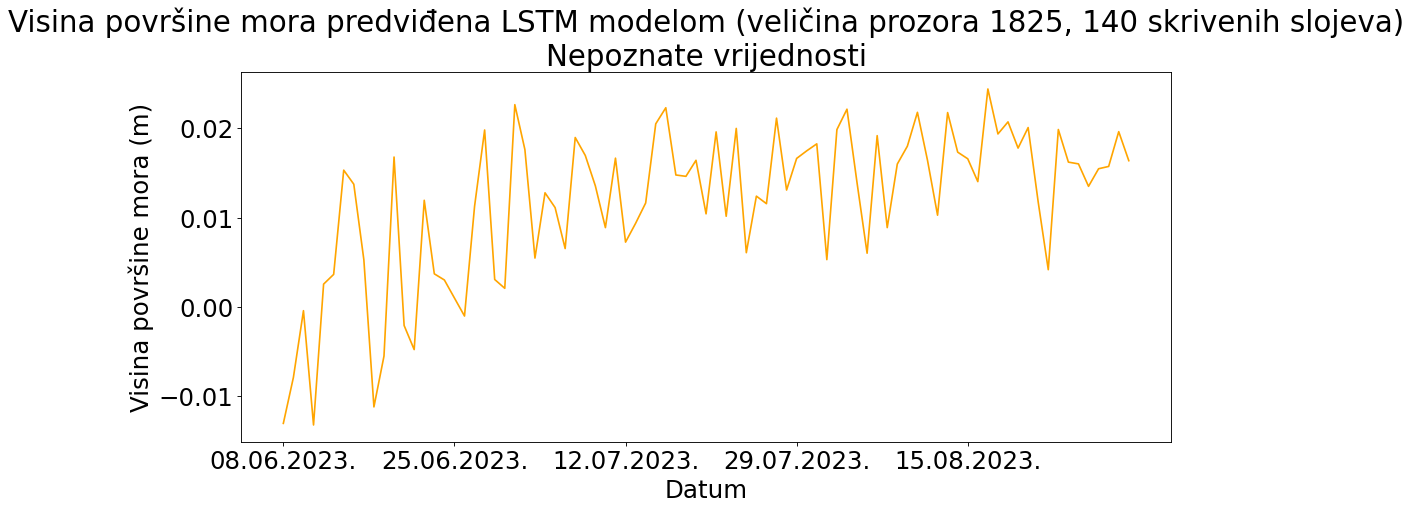 Visina površine mora predviđena LSTM modelom (veličina prozora 1825, 140 skrivenih slojeva)
Nepoznate vrijednosti
Visina površine mora (m)
0.02
0.01
0.00
−0.01
08.06.2023. 25.06.2023. 12.07.2023. 29.07.2023. 15.08.2023.
Datum